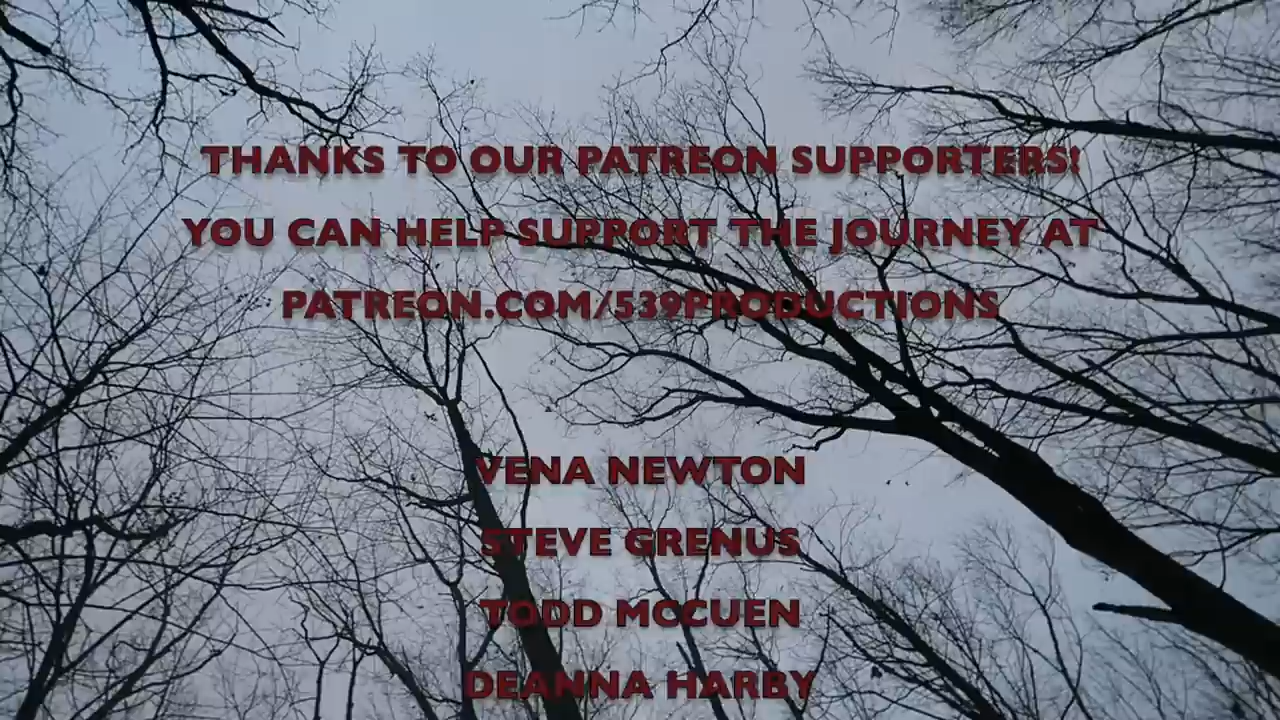 THANKS TO OUR PATREON SUPPORTERS!
YOU CAN HELP SUPPORT THE JOURNEY AT
PATREON.COM/539PRODUCTIONS
VENA NEWTON
STEVE GRENUS
TODD MCCUEN
DEANNA HARBY